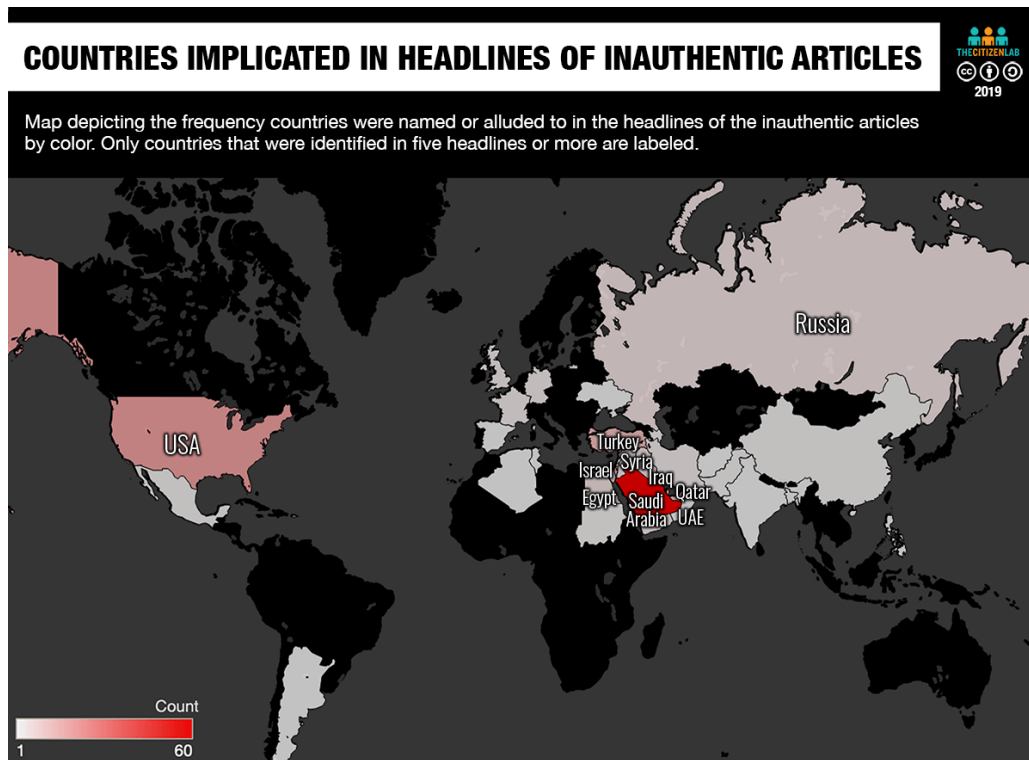 COUNTRIES IMPLICATED IN HEADLINES OF INAUTHENTIC ARTICLES
THECITIZENLAB
cc
2019
Map depicting the frequency countries were named or alluded to in the headlines of the inauthentic articles
by color. Only countries that were identified in five headlines or more are labeled.
Russia
USA
Turkey
Syria
Israel
Iraq
Egypt
Qatar
Saudi
Arabia
UAE
Count
1
60